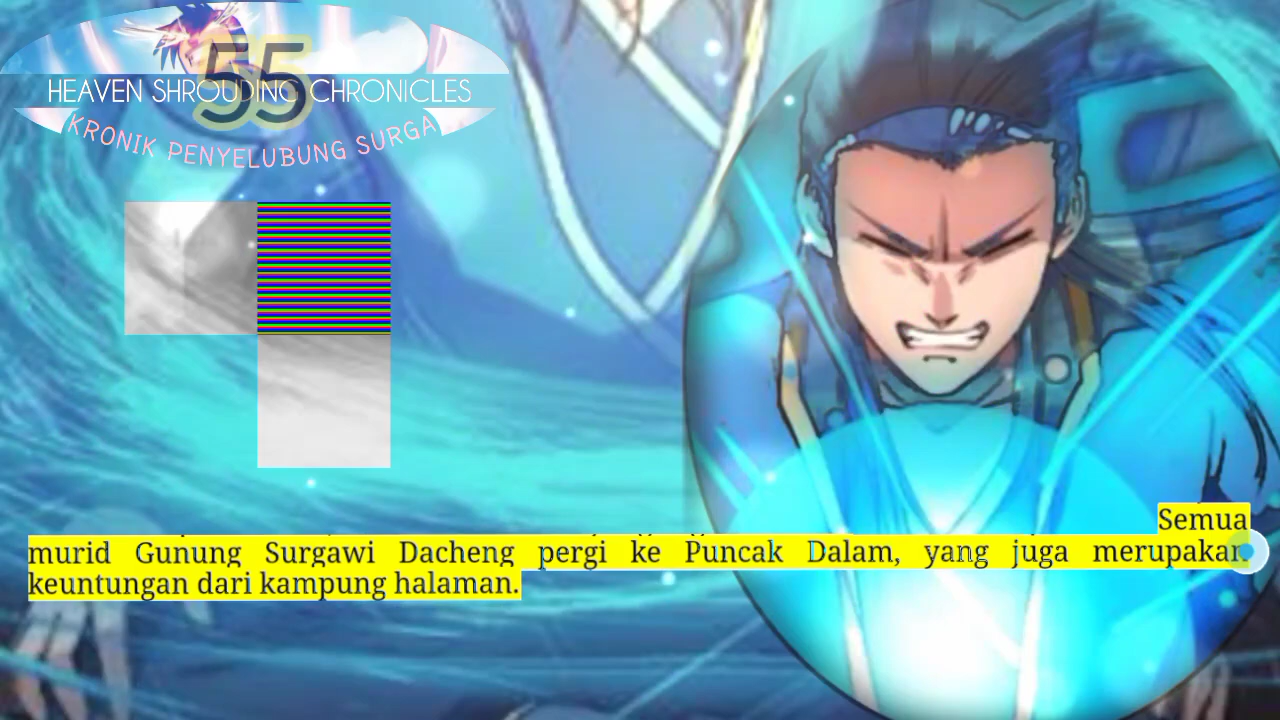 55
HEAVEN SHROUDING CHRONICLES
KRONIK PENYELUBUNG SURGA
Semua
murid Gunung Surgawi Dacheng pergi ke Puncak Dalam, yang juga merupakan
keuntungan dari kampung halaman.